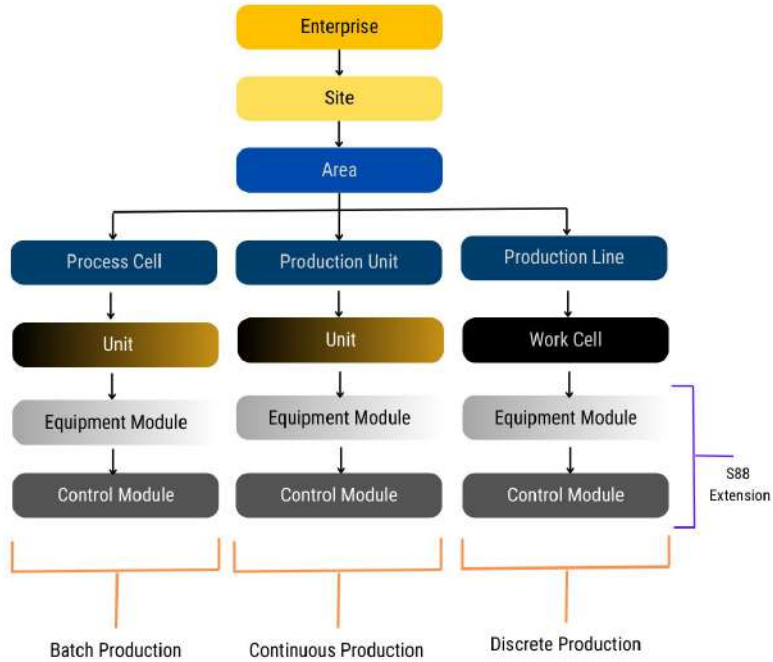 Enterprise
Site
Area
Process Cell
Production Unit
Production Line
Unit
Unit
Work Cell
Equipment Module
Equipment Module
Equipment Module
Control Module
Control Module
Control Module
S88
Extension
Batch Production
Continuous Production
Discrete Production